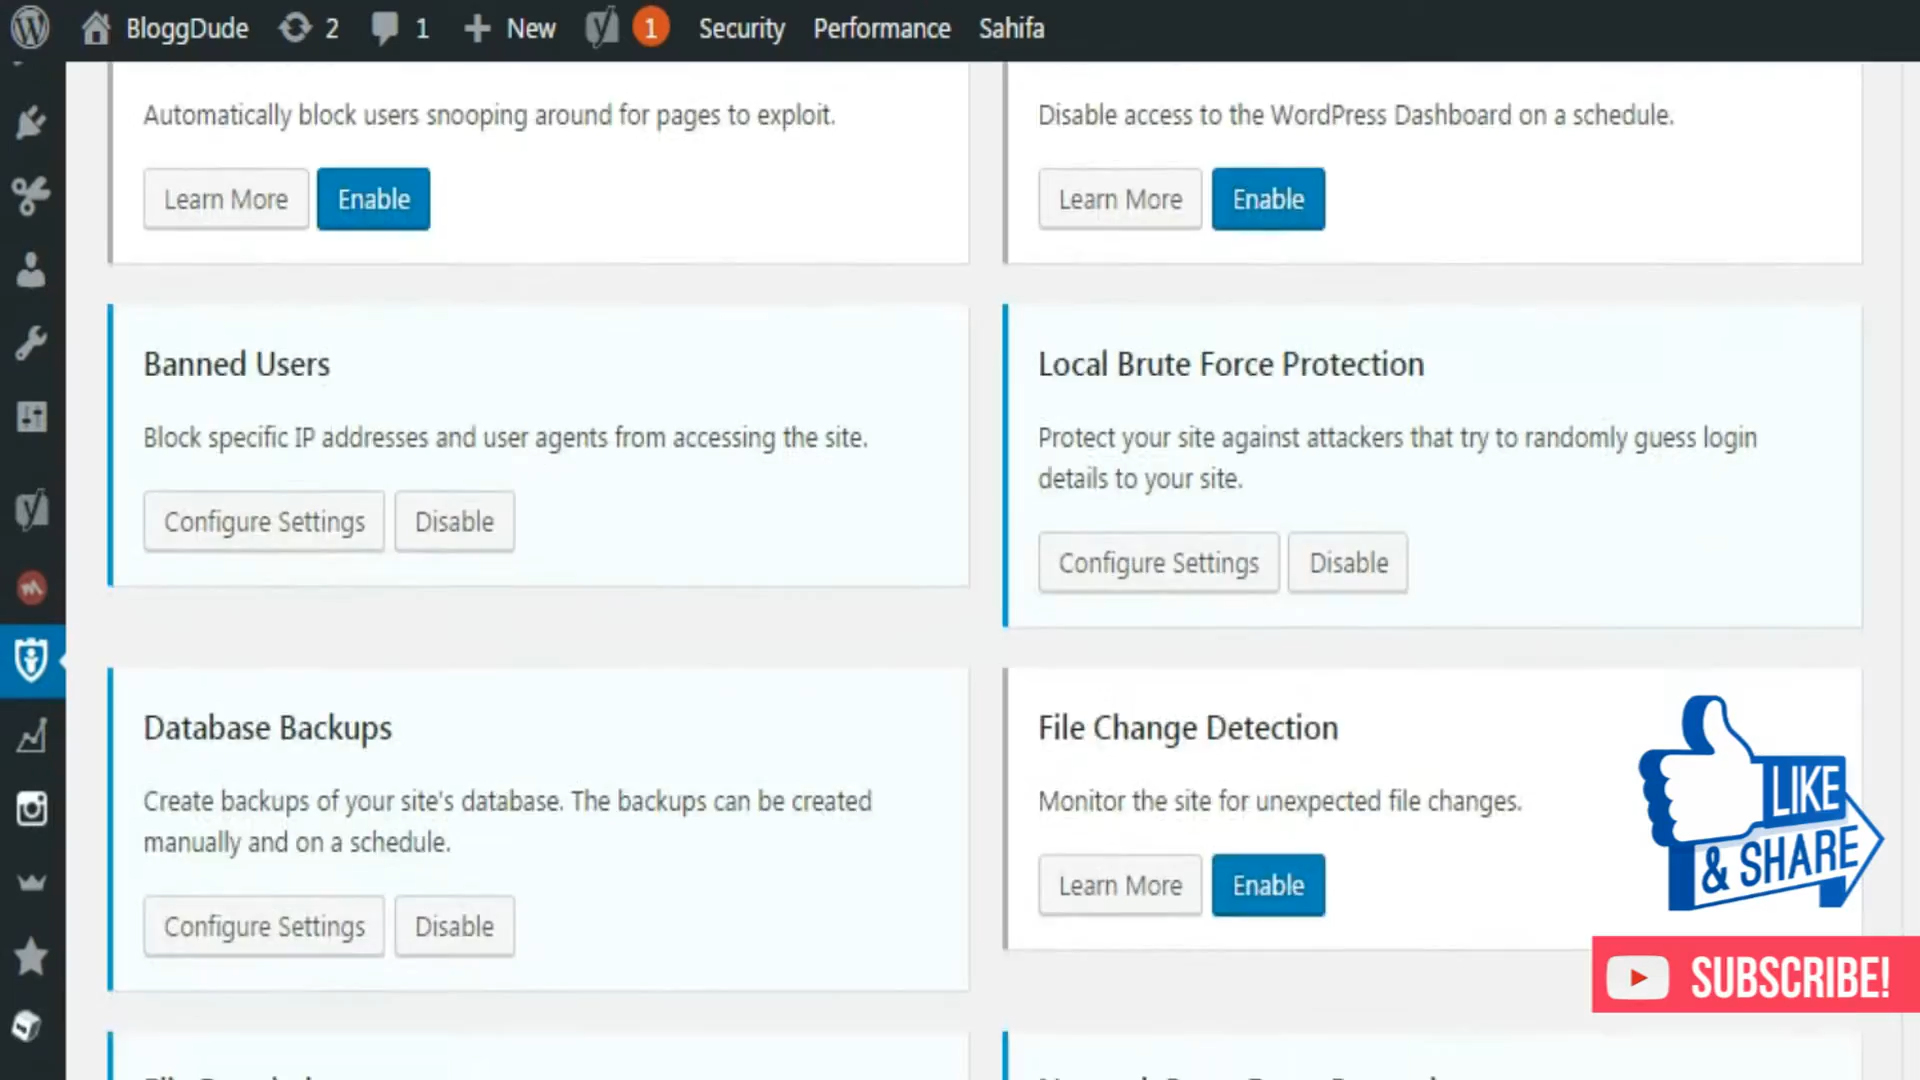 BloggDude 2 1 New 1 Security Performance Sahifa
Automatically block users snooping around for pages to exploit.
Learn More Enable
Disable access to the WordPress Dashboard on a schedule.
Learn More Enable
Banned Users
Block specific IP addresses and user agents from accessing the site.
Configure Settings Disable
Local Brute Force Protection
Protect your site against attackers that try to randomly guess login
details to your site.
Configure Settings Disable
Database Backups
Create backups of your site's database. The backups can be created
manually and on a schedule.
Configure Settings Disable
File Change Detection
Monitor the site for unexpected file changes.
Learn More Enable
LIKE
& SHARE
SUBSCRIBE!